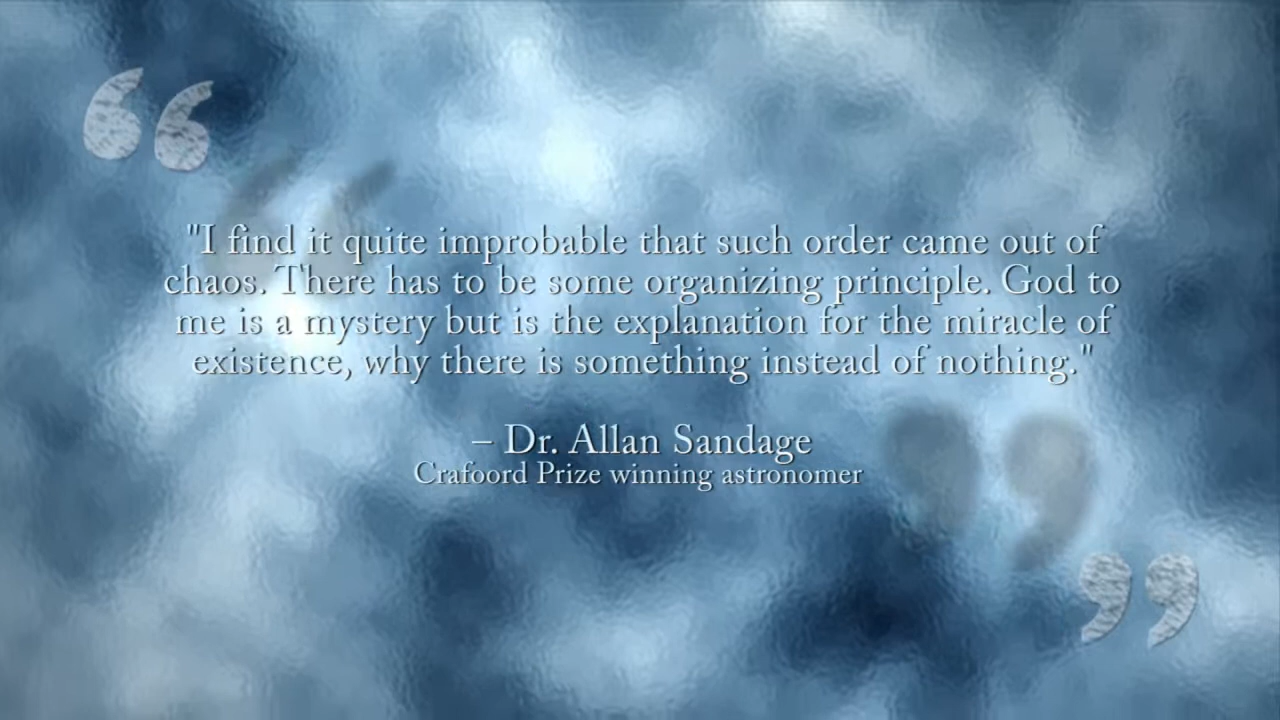 "I find it quite improbable that such order came out of
chaos. There has to be some organizing principle. God to
me is a mystery but is the explanation for the miracle of
existence, why there is something instead of nothing."
– Dr. Allan Sandage
Crafoord Prize winning astronomer